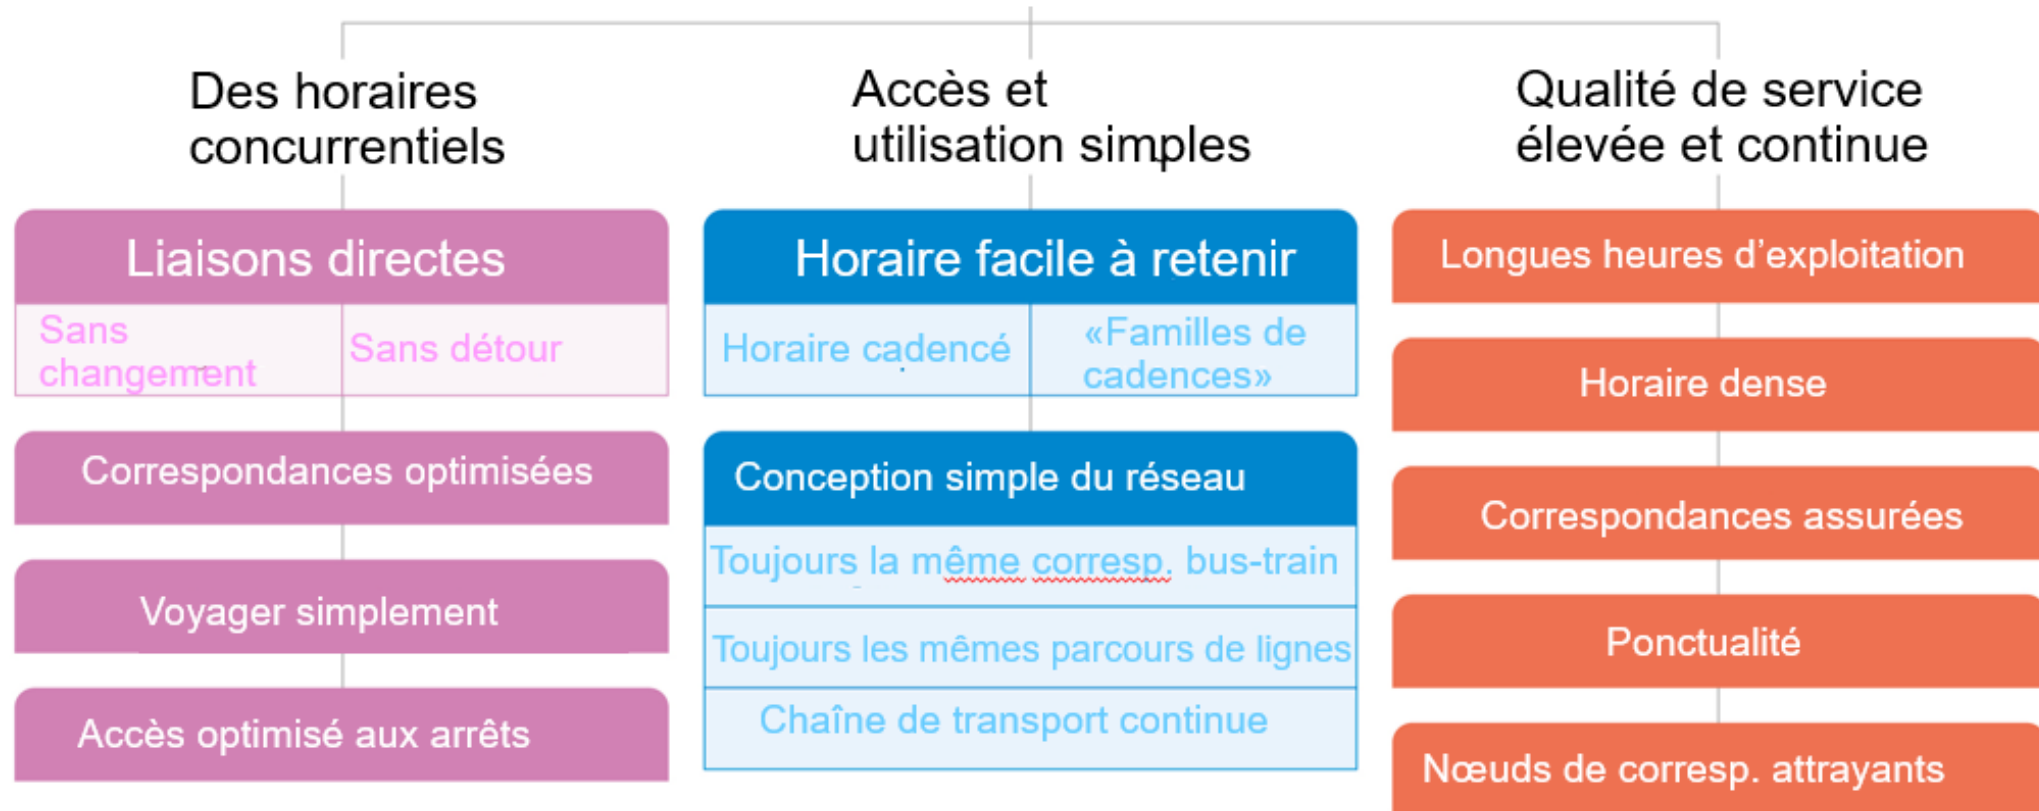 Des horaires
concurrentiels
Liaisons directes
Sans
changement
Sans détour
Correspondances optimisées
Voyager simplement
Accès optimisé aux arrêts
Accès et
utilisation simples
Horaire facile à retenir
Horaire cadencé
«Familles de
cadences»
Conception simple du réseau
Toujours la même corresp. bus-train
Toujours les mêmes parcours de lignes
Chaîne de transport continue
Qualité de service
élevée et continue
Longues heures d’exploitation
Horaire dense
Correspondances assurées
Ponctualité
Nœuds de corresp. attrayants